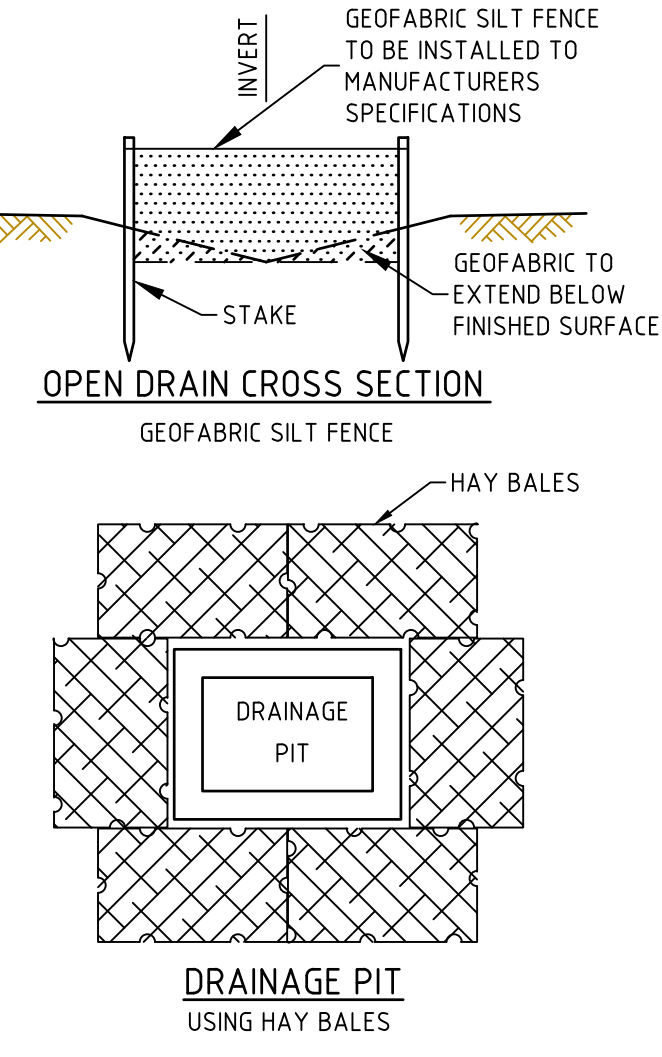 INVERT
GEOFABRIC SILT FENCE
TO BE INSTALLED TO
MANUFACTURERS
SPECIFICATIONS
GEOFABRIC TO
EXTEND BELOW
FINISHED SURFACE
STAKE
OPEN DRAIN CROSS SECTION
GEOFABRIC SILT FENCE
HAY BALES
DRAINAGE
PIT
DRAINAGE PIT
USING HAY BALES